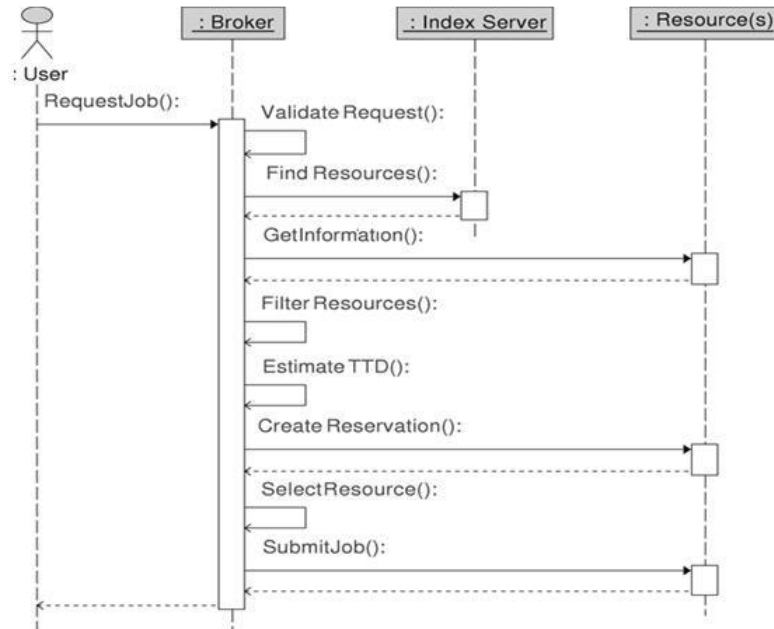 : Broker
: Index Server
: Resource(s)
: User
RequestJob():
Validate Request():
Find Resources():
GetInformation():
Filter Resources():
Estimate TTD():
Create Reservation():
SelectResource():
SubmitJob():